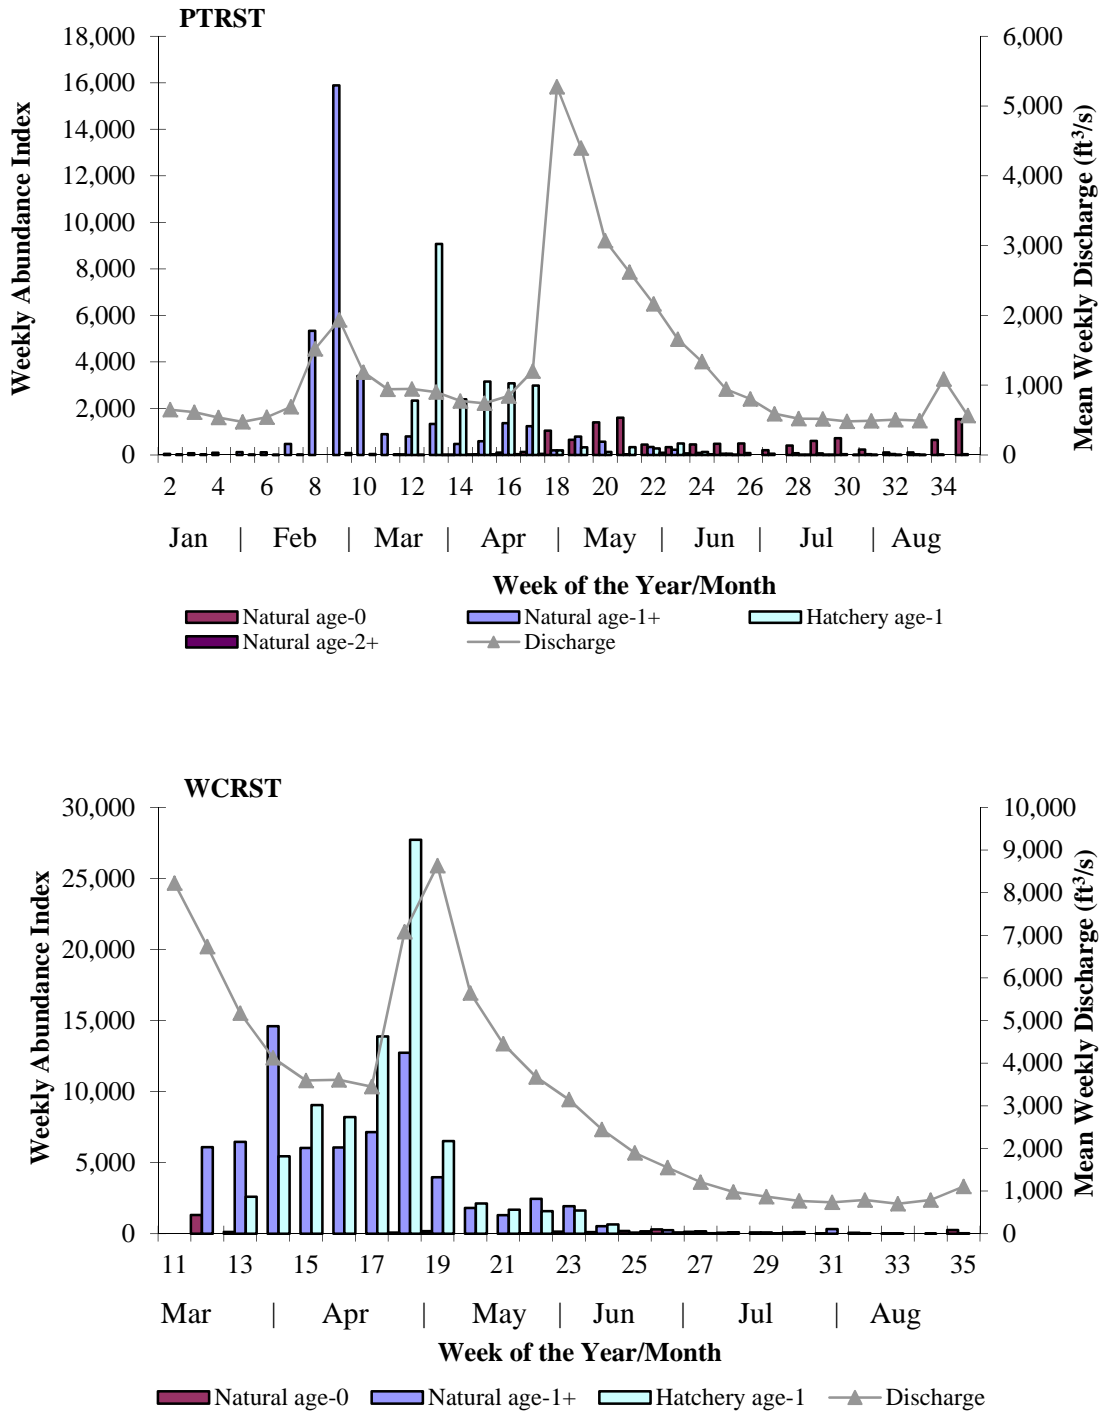 PTRST
18,000
16,000
14,000
12,000
10,000
8,000
6,000
4,000
2,000
0
6,000
5,000
4,000
3,000
2,000
1,000
0
Weekly Abundance Index
Mean Weekly Discharge (ft³/s)
2 4 6 8 10 12 14 16 18 20 22 24 26 28 30 32 34
Jan | Feb | Mar | Apr | May | Jun | Jul | Aug
Week of the Year/Month
Natural age-0 Natural age-1+ Hatchery age-1
Natural age-2+ Discharge
WCRST
30,000
25,000
20,000
15,000
10,000
5,000
0
10,000
9,000
8,000
7,000
6,000
5,000
4,000
3,000
2,000
1,000
0
Weekly Abundance Index
Mean Weekly Discharge (ft³/s)
11 13 15 17 19 21 23 25 27 29 31 33 35
Mar | Apr | May | Jun | Jul | Aug
Week of the Year/Month
Natural age-0 Natural age-1+ Hatchery age-1 Discharge